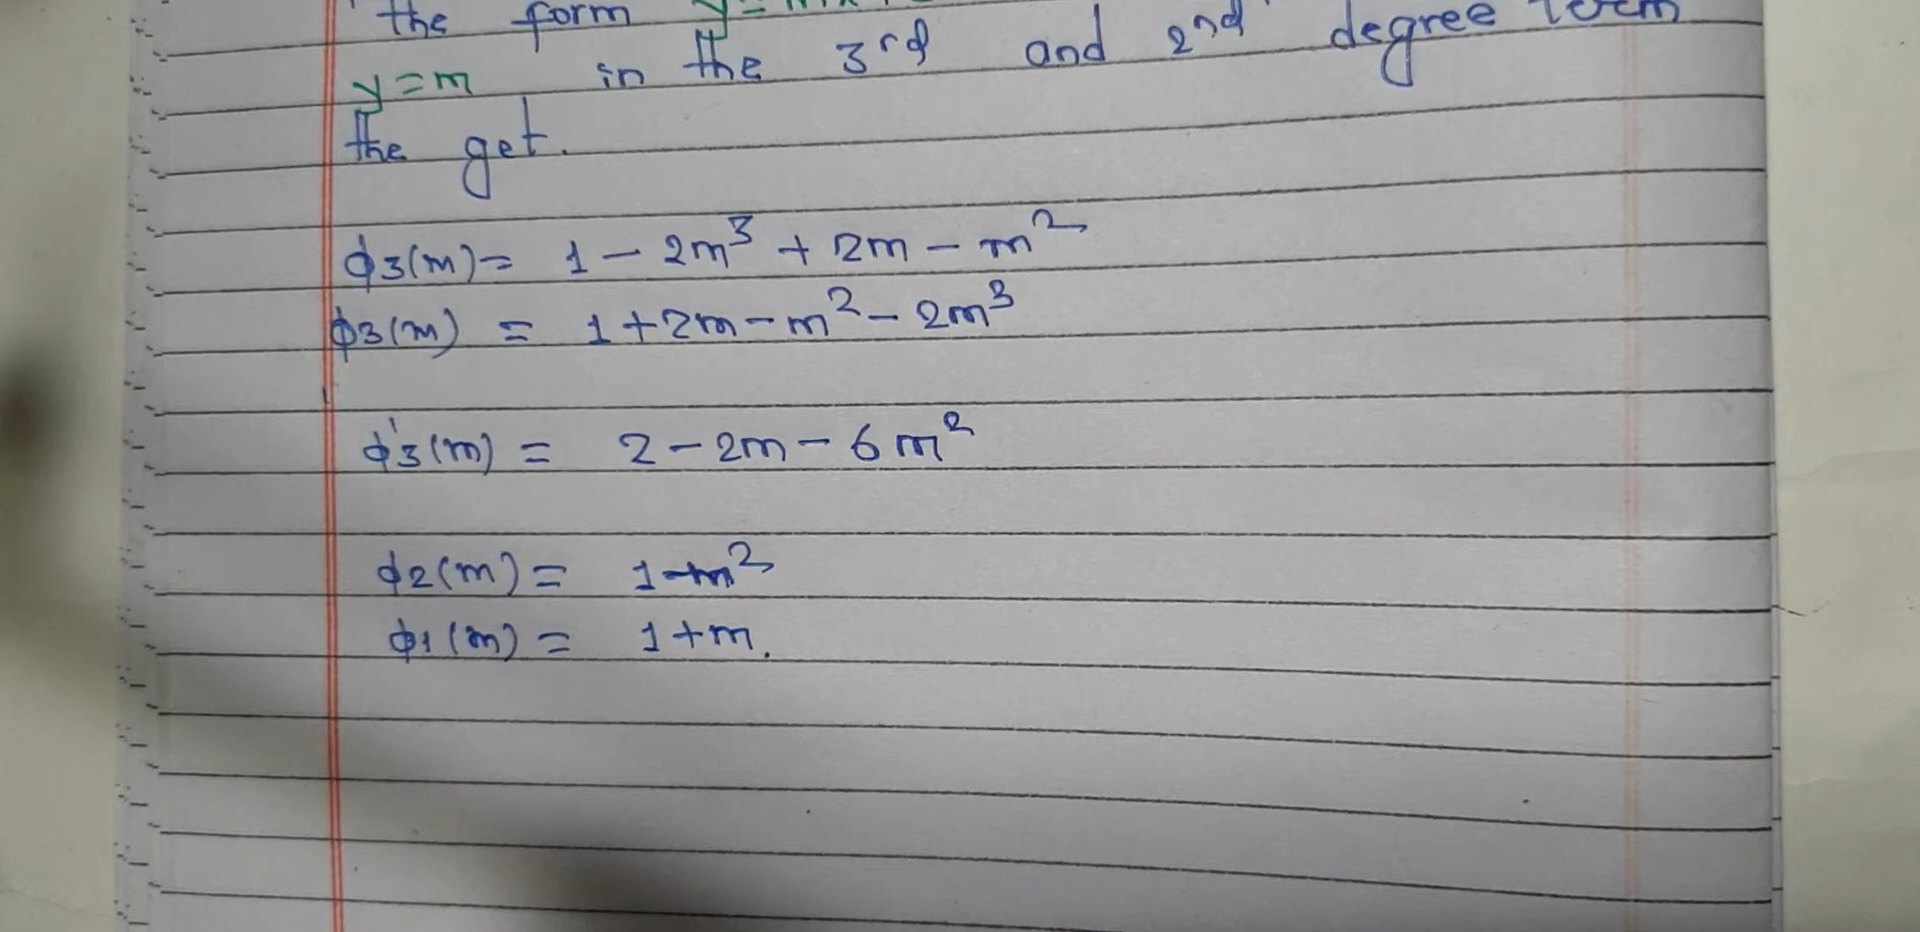 the form
y=m in the 3rd and 2nd degree term
the get.
φ3(m)= 1 - 2m³ + 2m - m²
φ3(m) = 1+2m-m²-2m³
φ'3(m) = 2-2m-6m²
φ2(m)= 1-m²
φ1(m)= 1+m.